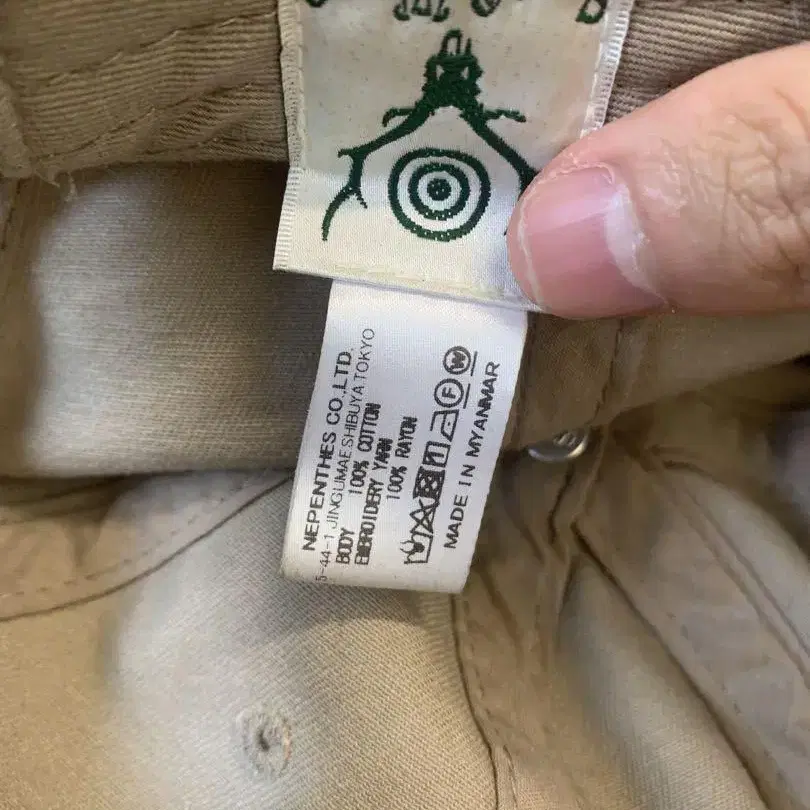 NEPENTHES CO.,LTD.
5-44-1 JINGUMAE SHIBUYA TOKYO
BODY 100% COTTON
EMBROIDERY YARN
100% RAYON
F W
MADE IN MYANMAR